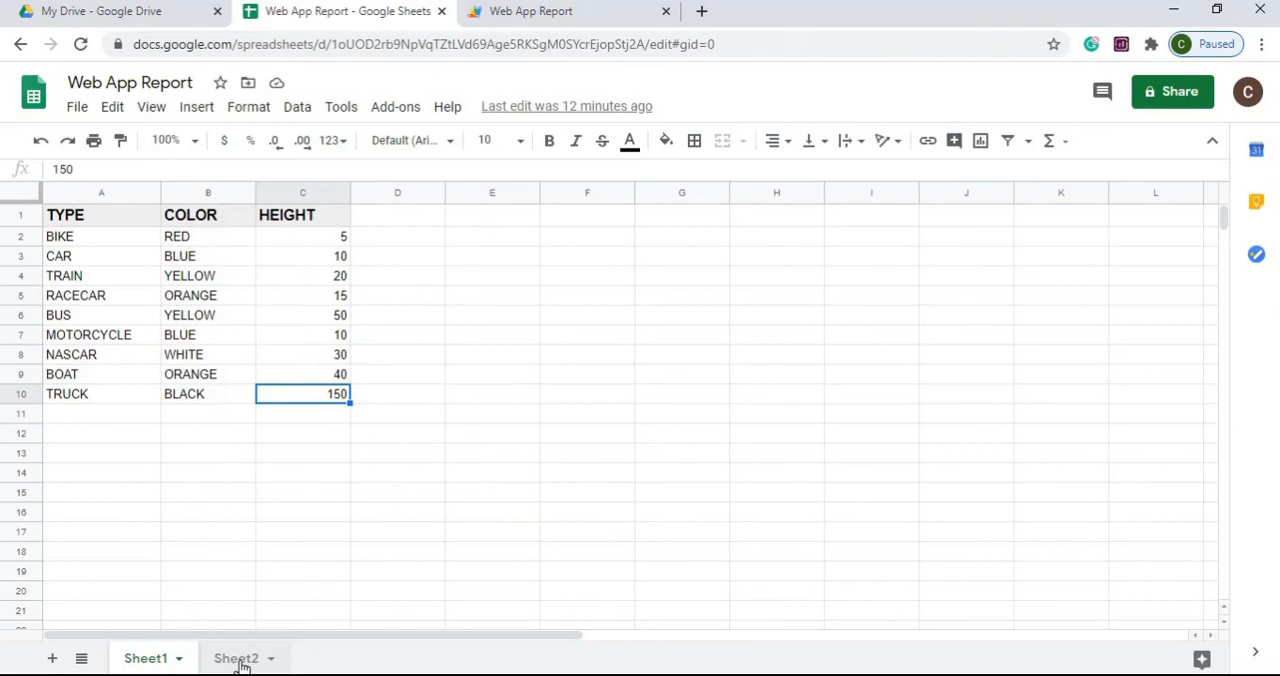 My Drive - Google Drive
Web App Report - Google Sheets
Web App Report
docs.google.com/spreadsheets/d/1oUOD2rb9NpVqTZtLVd69Age5RKSgM0SYcrEjopStj2A/edit#gid=0
C Paused
Web App Report
File Edit View Insert Format Data Tools Add-ons Help Last edit was 12 minutes ago
Share
C
100% $ % .0 .00 123 Default (Ari... 10 B I S A Σ
fx 150
A B C D E F G H I J K L
1 TYPE COLOR HEIGHT
2 BIKE RED 5
3 CAR BLUE 10
4 TRAIN YELLOW 20
5 RACECAR ORANGE 15
6 BUS YELLOW 50
7 MOTORCYCLE BLUE 10
8 NASCAR WHITE 30
9 BOAT ORANGE 40
10 TRUCK BLACK 150
11
12
13
14
15
16
17
18
19
20
21
+ Sheet1 Sheet2
31